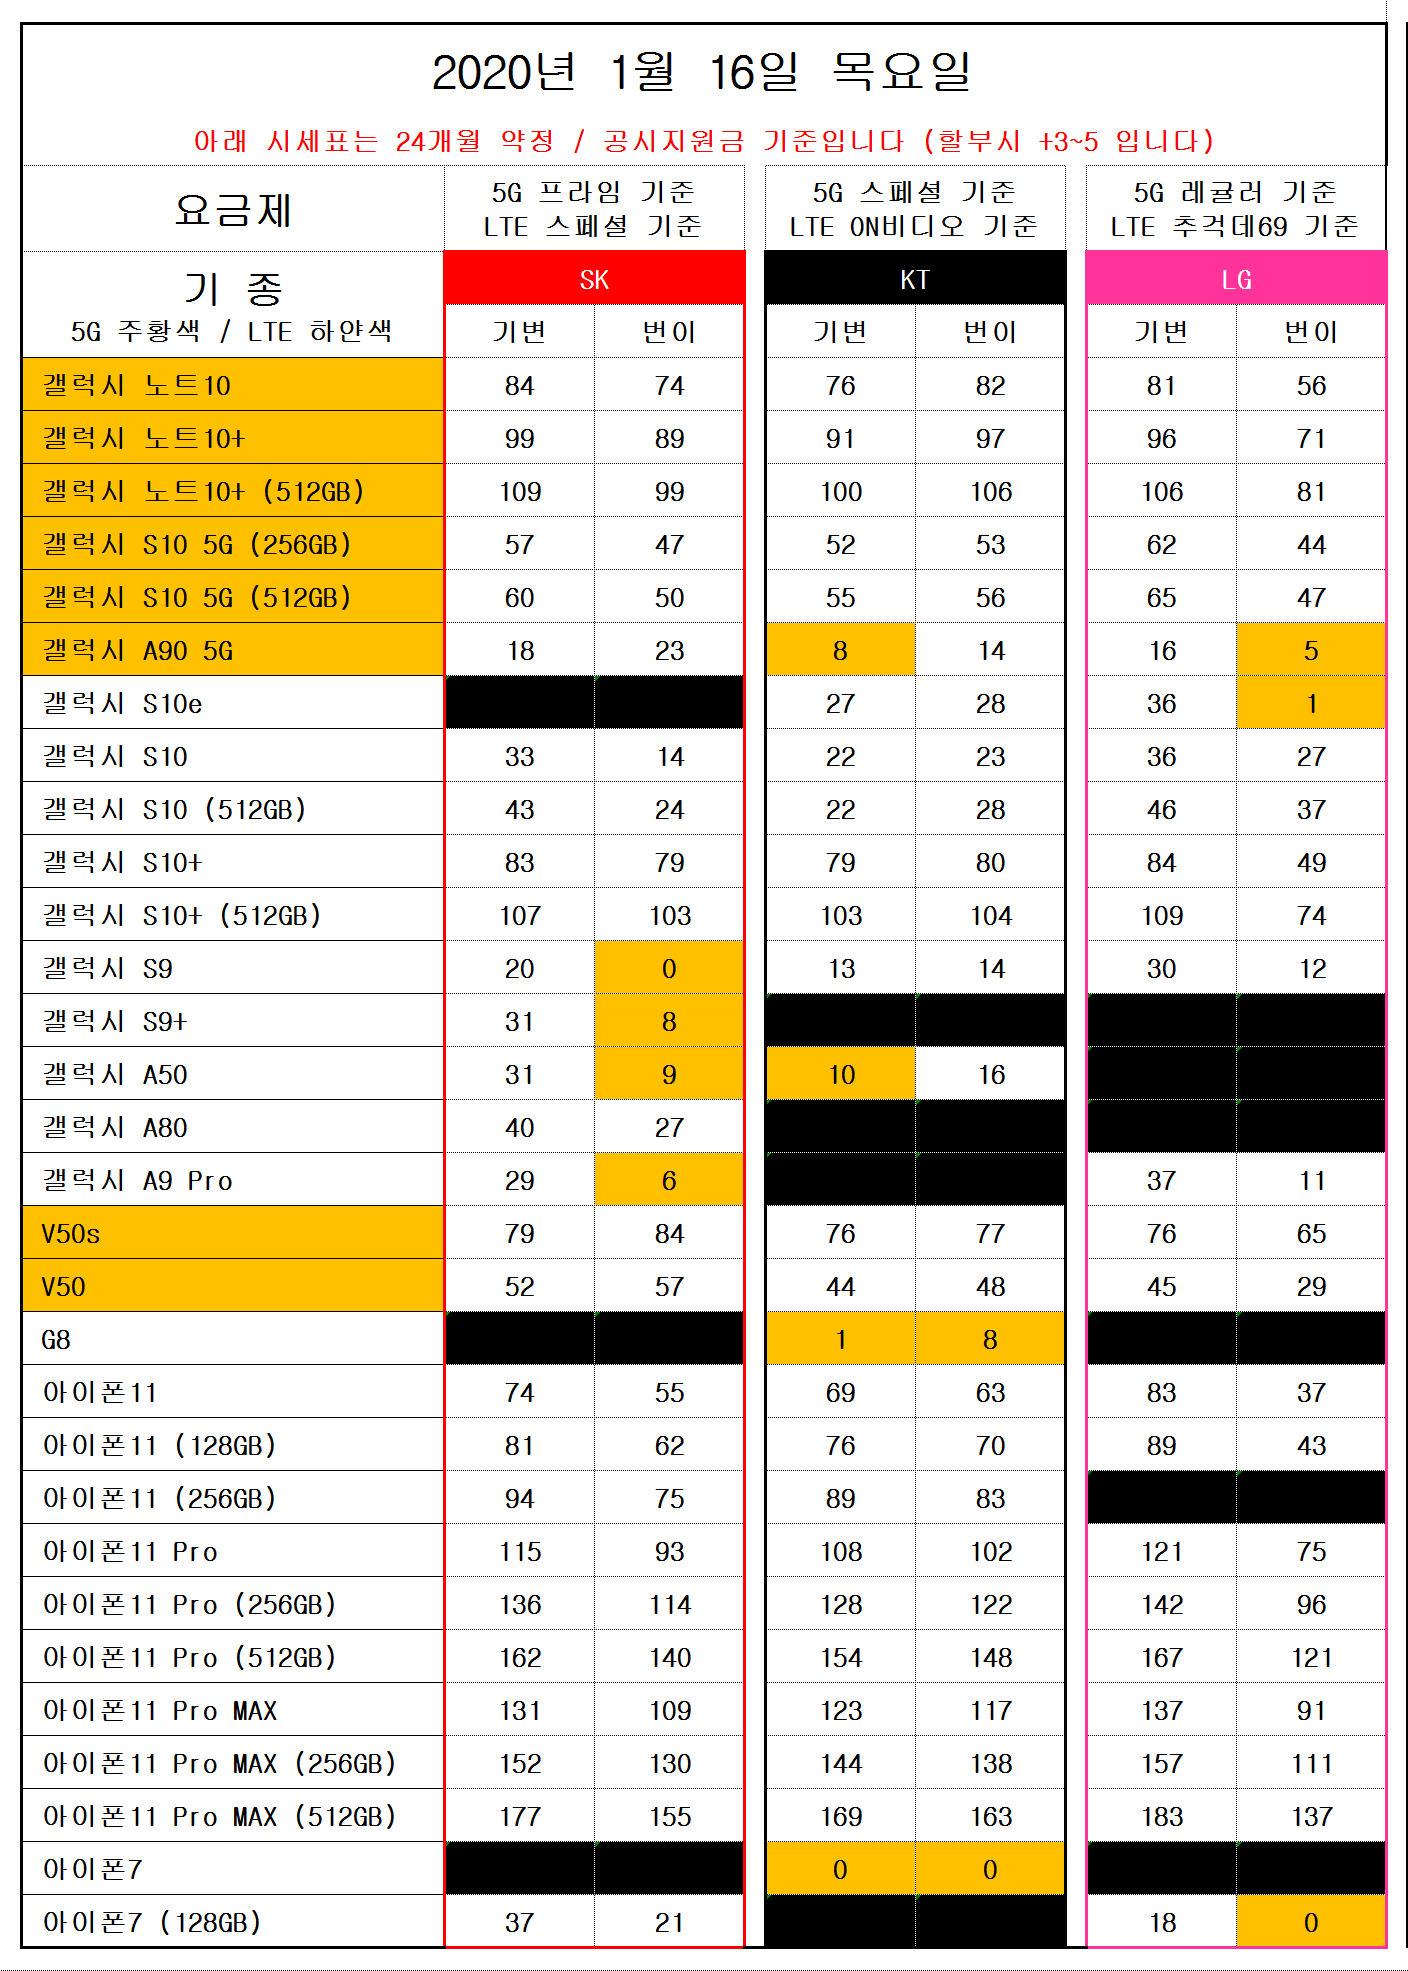 2020년 1월 16일 목요일
아래 시세표는 24개월 약정 / 공시지원금 기준입니다 (할부시 +3~5 입니다)
요금제 5G 프라임 기준 5G 스페셜 기준 5G 레귤러 기준
LTE 스페셜 기준 LTE ON비디오 기준 LTE 추걱데69 기준
기 종 SK KT LG
5G 주황색 / LTE 하얀색 기변 번이 기변 번이 기변 번이
갤럭시 노트10 84 74 76 82 81 56
갤럭시 노트10+ 99 89 91 97 96 71
갤럭시 노트10+ (512GB) 109 99 100 106 106 81
갤럭시 S10 5G (256GB) 57 47 52 53 62 44
갤럭시 S10 5G (512GB) 60 50 55 56 65 47
갤럭시 A90 5G 18 23 8 14 16 5
갤럭시 S10e 27 28 36 1
갤럭시 S10 33 14 22 23 36 27
갤럭시 S10 (512GB) 43 24 22 28 46 37
갤럭시 S10+ 83 79 79 80 84 49
갤럭시 S10+ (512GB) 107 103 103 104 109 74
갤럭시 S9 20 0 13 14 30 12
갤럭시 S9+ 31 8
갤럭시 A50 31 9 10 16
갤럭시 A80 40 27
갤럭시 A9 Pro 29 6 37 11
V50s 79 84 76 77 76 65
V50 52 57 44 48 45 29
G8 1 8
아이폰11 74 55 69 63 83 37
아이폰11 (128GB) 81 62 76 70 89 43
아이폰11 (256GB) 94 75 89 83
아이폰11 Pro 115 93 108 102 121 75
아이폰11 Pro (256GB) 136 114 128 122 142 96
아이폰11 Pro (512GB) 162 140 154 148 167 121
아이폰11 Pro MAX 131 109 123 117 137 91
아이폰11 Pro MAX (256GB) 152 130 144 138 157 111
아이폰11 Pro MAX (512GB) 177 155 169 163 183 137
아이폰7 0 0
아이폰7 (128GB) 37 21 18 0